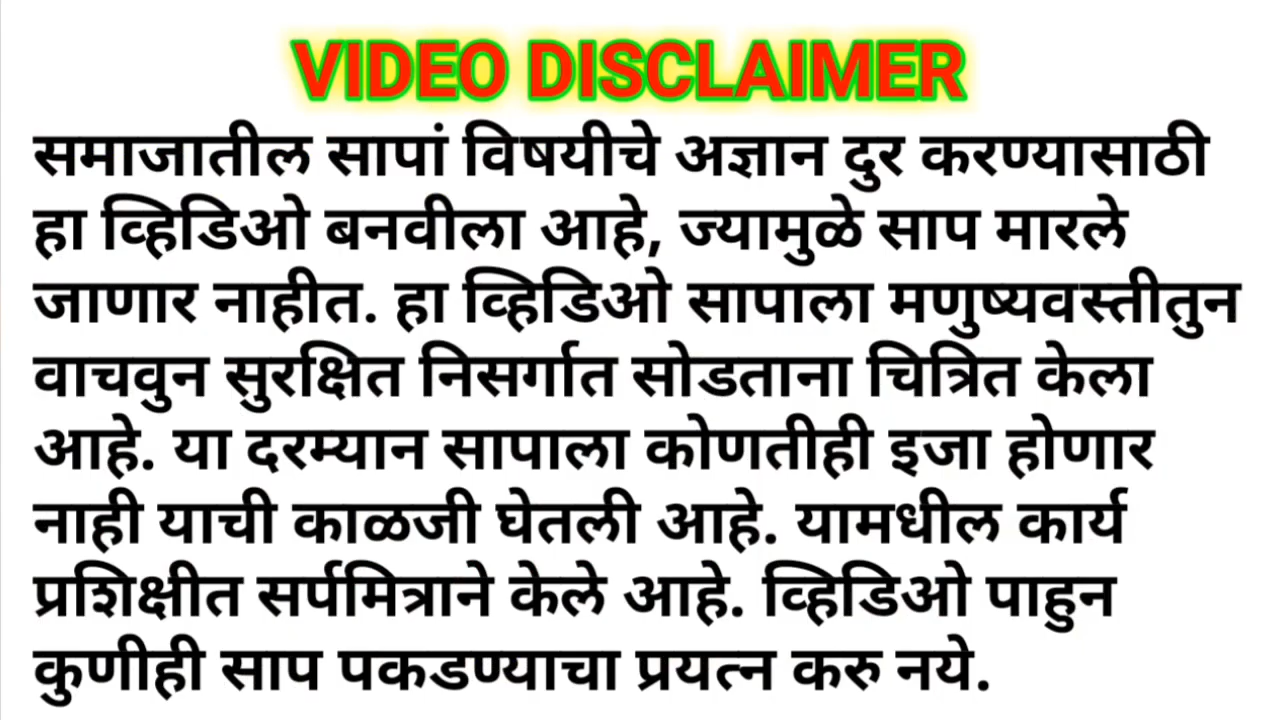 VIDEO DISCLAIMER
समाजातील सापां विषयीचे अज्ञान दुर करण्यासाठी
हा व्हिडिओ बनवीला आहे, ज्यामुळे साप मारले
जाणार नाहीत. हा व्हिडिओ सापाला मणुष्यवस्तीतुन
वाचवुन सुरक्षित निसर्गात सोडताना चित्रित केला
आहे. या दरम्यान सापाला कोणतीही इजा होणार
नाही याची काळजी घेतली आहे. यामधील कार्य
प्रशिक्षीत सर्पमित्राने केले आहे. व्हिडिओ पाहुन
कुणीही साप पकडण्याचा प्रयत्न करु नये.